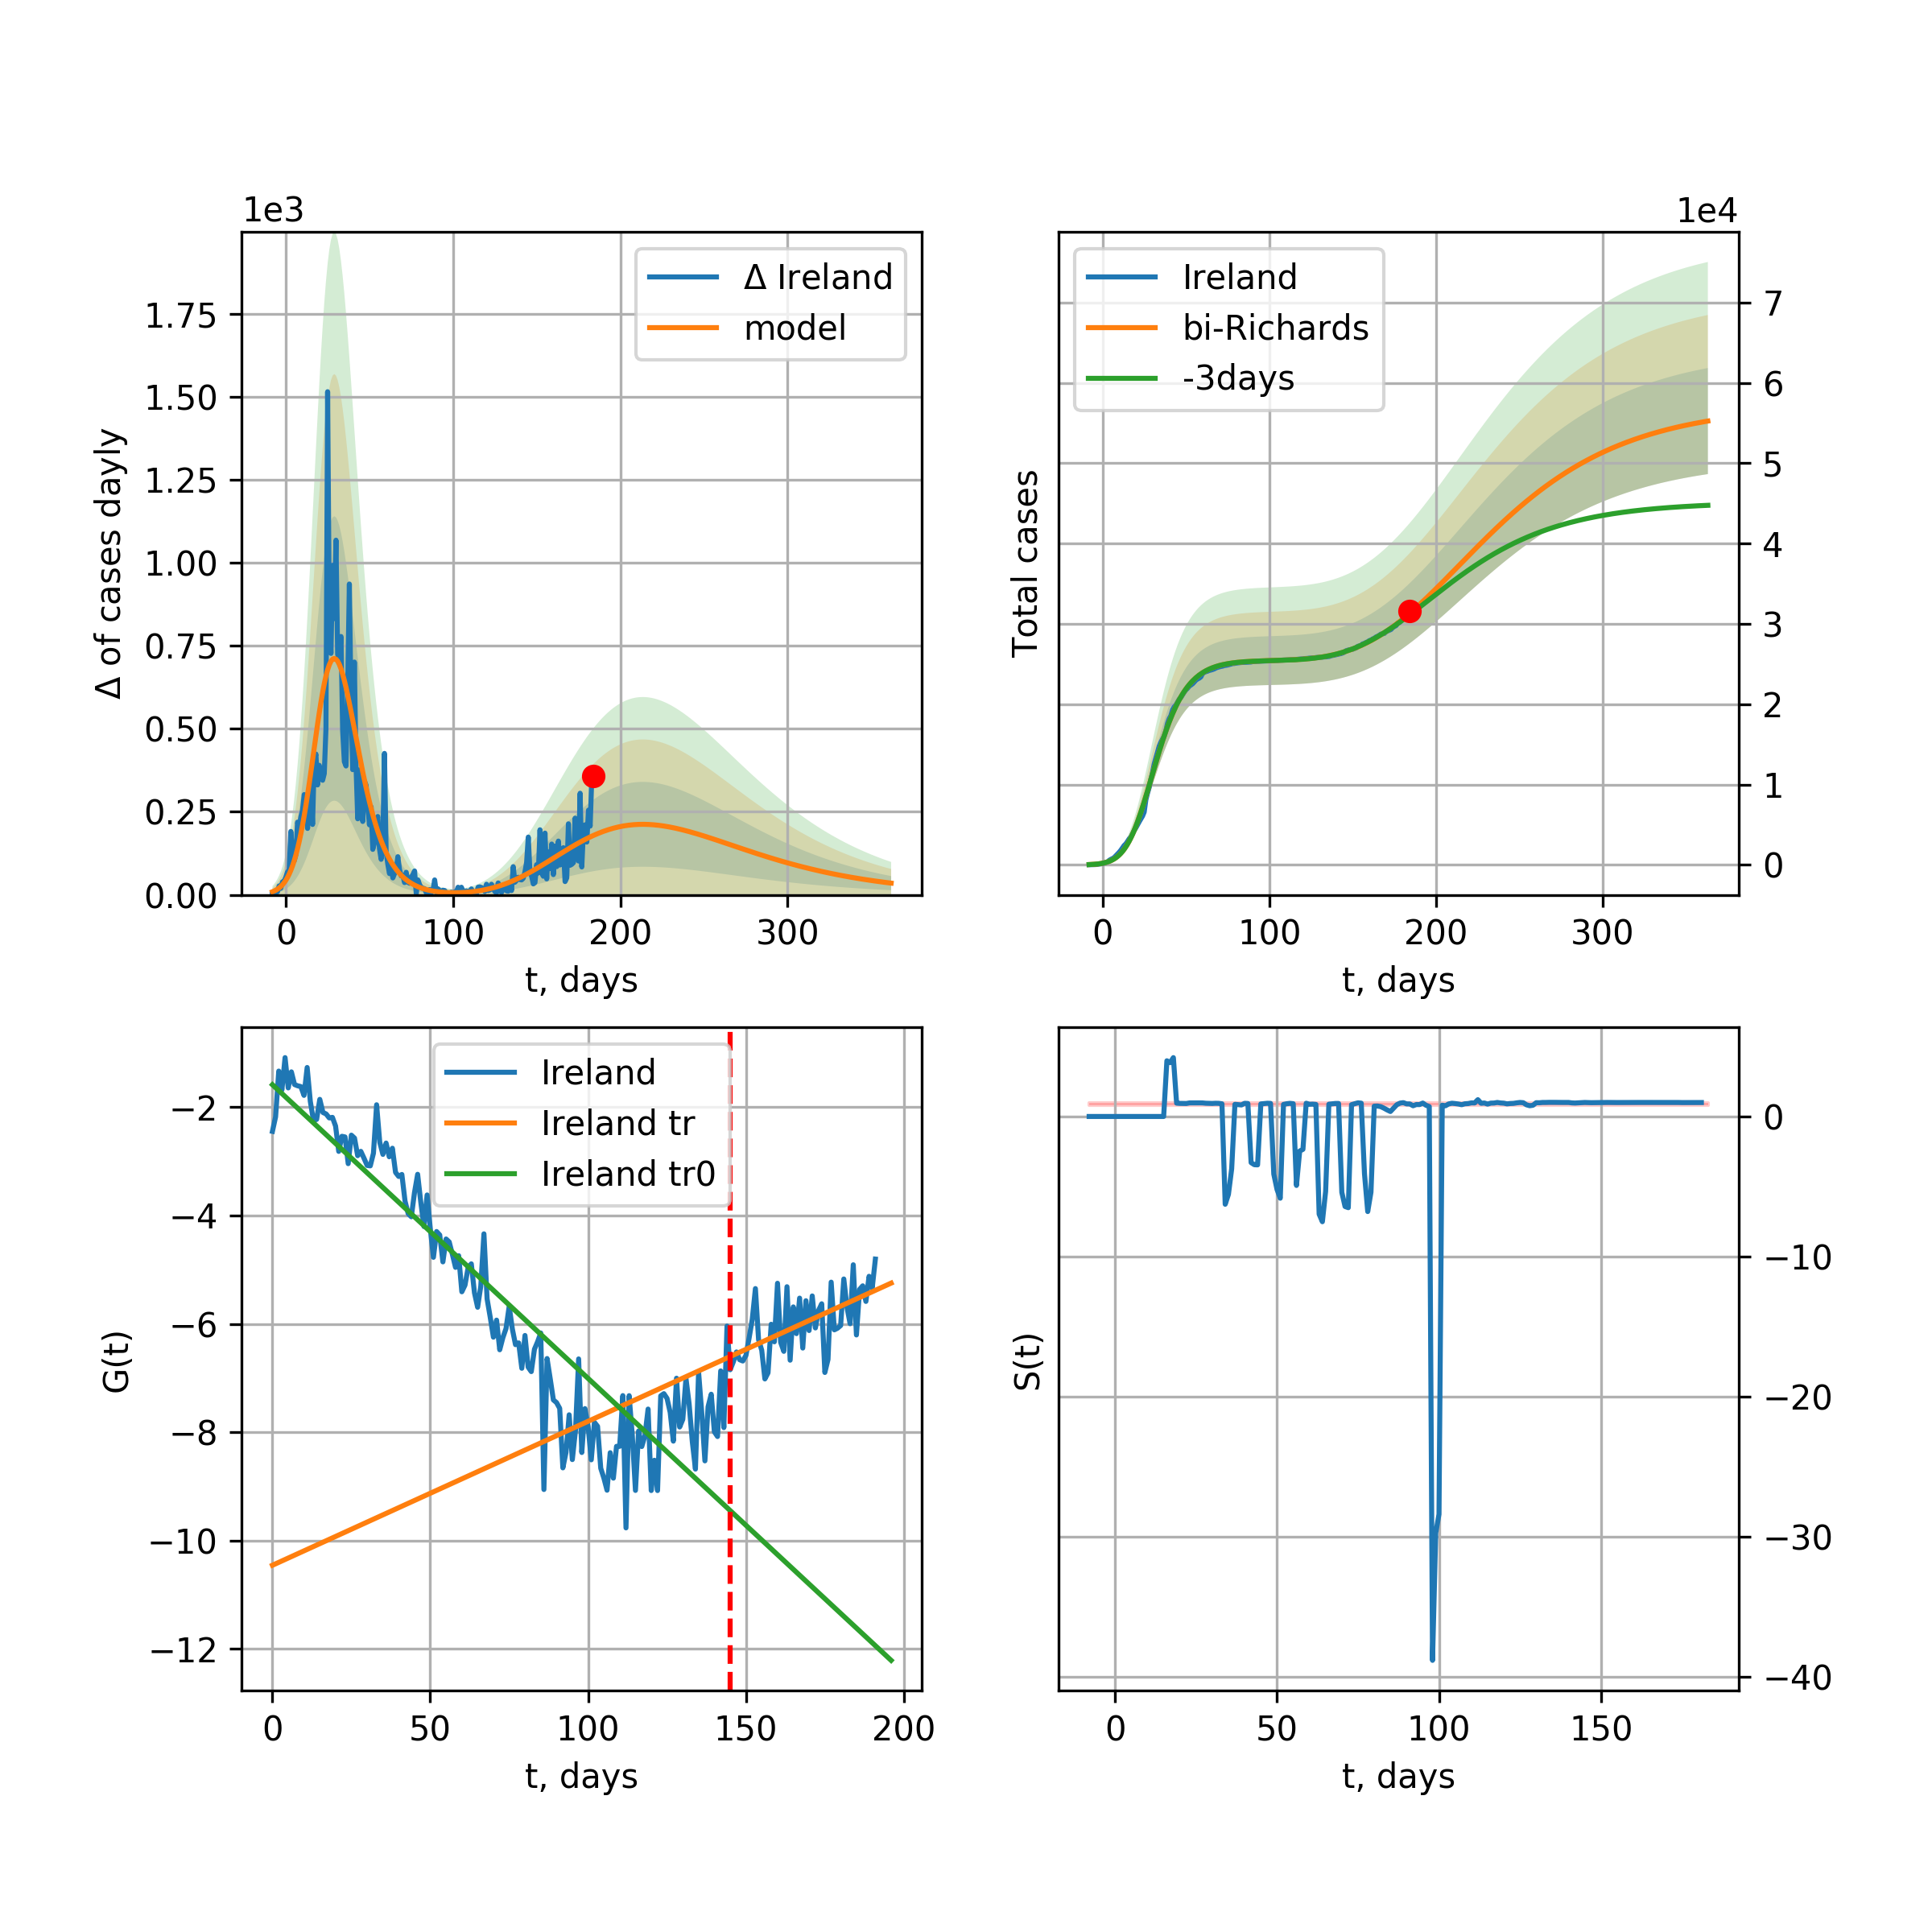 1e3
Δ of cases dayly
1.75
1.50
1.25
1.00
0.75
0.50
0.25
0.00
Δ Ireland
model
0 100 200 300
t, days
1e4
Total cases
Ireland
bi-Richards
-3days
7
6
5
4
3
2
1
0
0 100 200 300
t, days
G(t)
−2
−4
−6
−8
−10
−12
Ireland
Ireland tr
Ireland tr0
0 50 100 150 200
t, days
S(t)
0
−10
−20
−30
−40
0 50 100 150
t, days